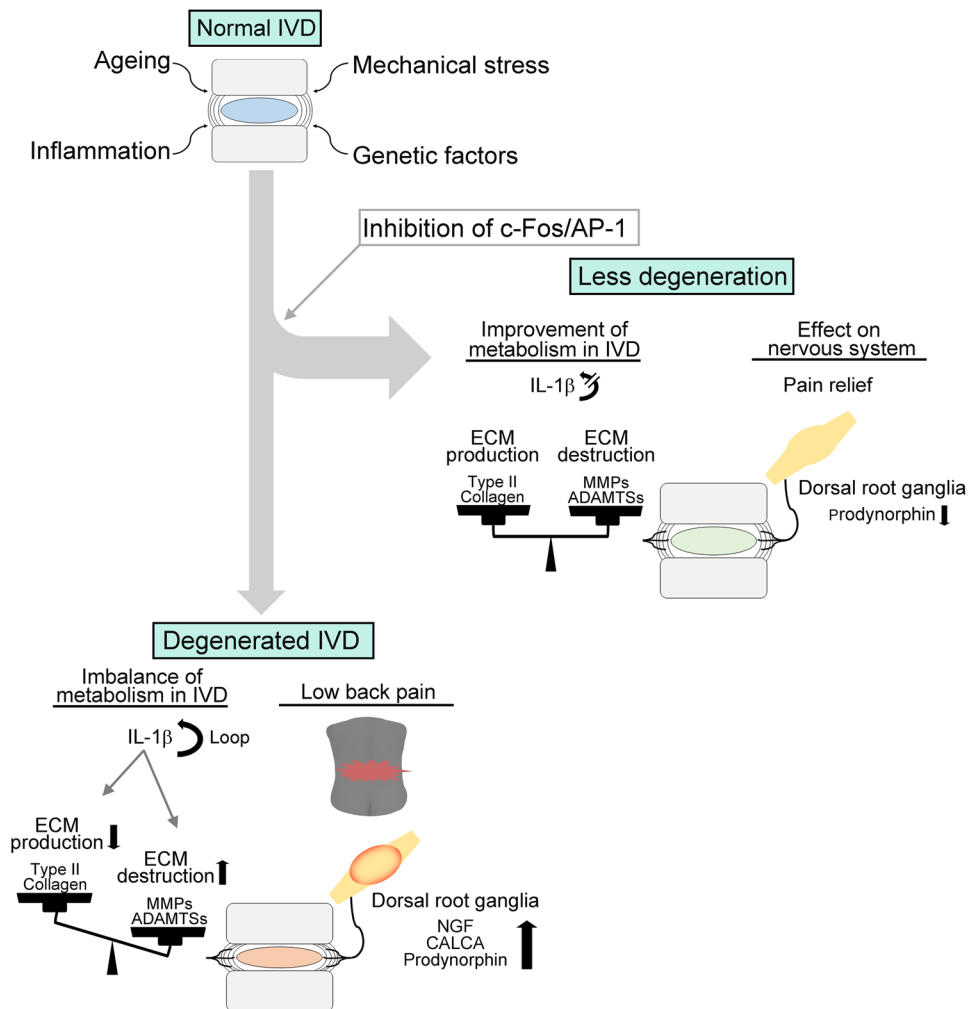 Normal IVD
Ageing
Mechanical stress
Inflammation
Genetic factors
Inhibition of c-Fos/AP-1
Less degeneration
Improvement of
metabolism in IVD
IL-1β
ECM
production
Type II
Collagen
ECM
destruction
MMPs
ADAMTSs
Effect on
nervous system
Pain relief
Dorsal root ganglia
Prodynorphin
Degenerated IVD
Imbalance of
metabolism in IVD
IL-1β
Loop
ECM
production
Type II
Collagen
ECM
destruction
MMPs
ADAMTSs
Low back pain
Dorsal root ganglia
NGF
CALCA
Prodynorphin